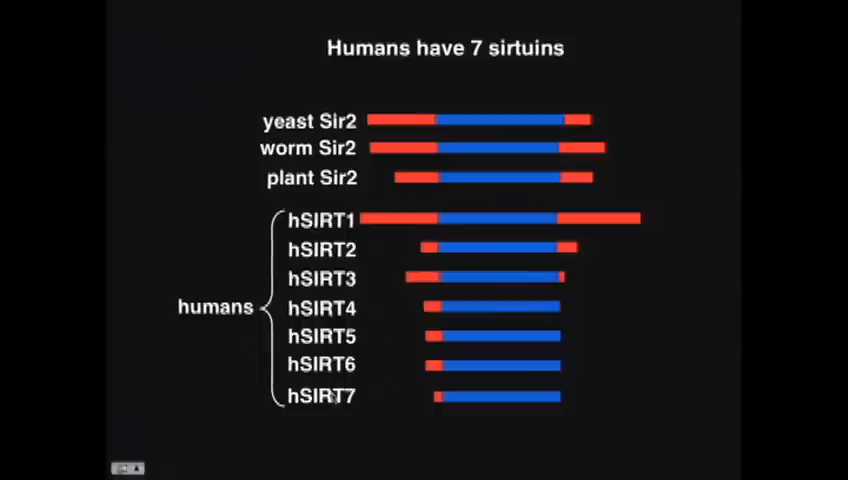 Humans have 7 sirtuins
yeast Sir2
worm Sir2
plant Sir2
hSIRT1
hSIRT2
hSIRT3
humans
hSIRT4
hSIRT5
hSIRT6
hSIRT7